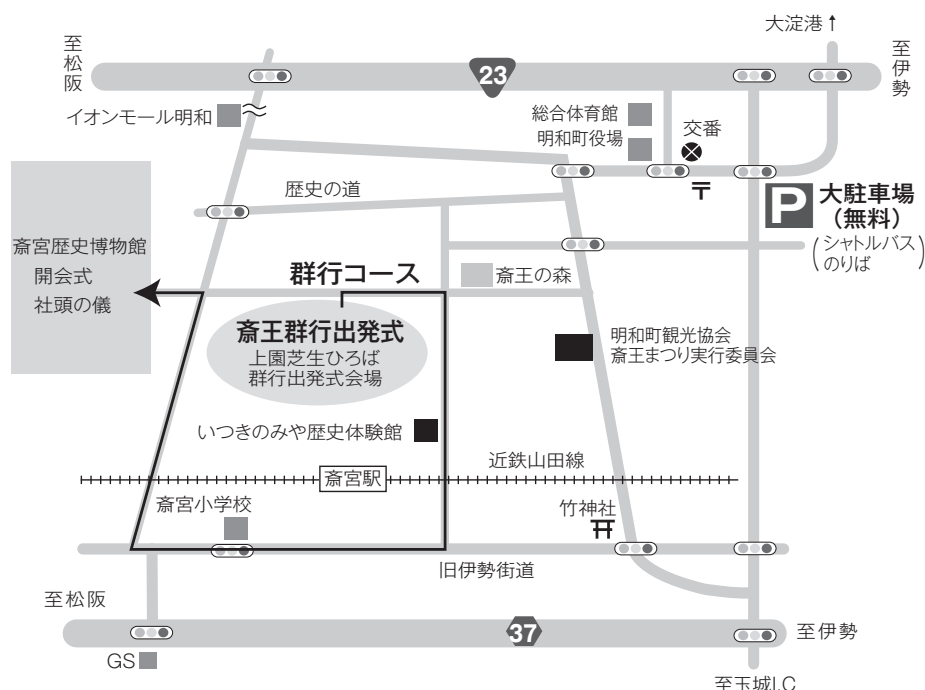 大淀港↑
至松阪
23
至伊勢
イオンモール明和
総合体育館
明和町役場
交番
〒
歴史の道
P 大駐車場
(無料)
(シャトルバス
のりば)
斎宮歴史博物館
開会式
社頭の儀
群行コース
斎王の森
斎王群行出発式
上園芝生ひろば
群行出発式会場
明和町観光協会
斎王まつり実行委員会
いつきのみや歴史体験館
近鉄山田線
斎宮駅
斎宮小学校
竹神社
旧伊勢街道
至松阪
37
至伊勢
GS
至玉城I.C